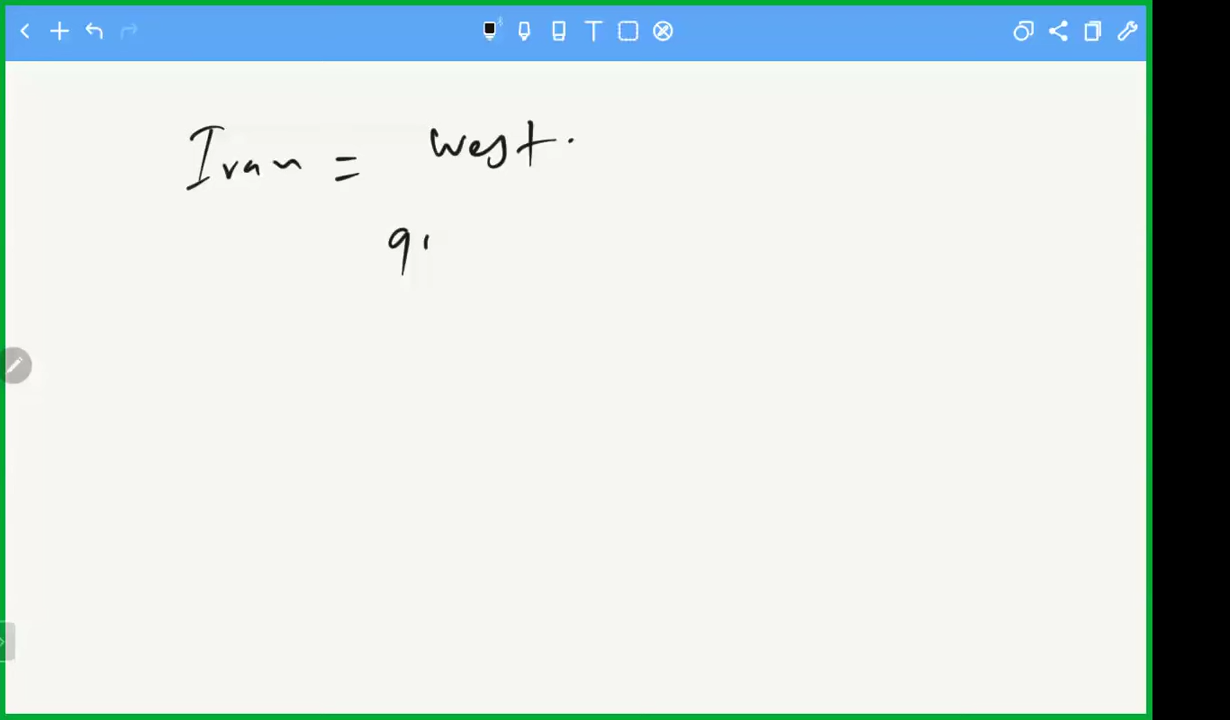 Iran = West.
9